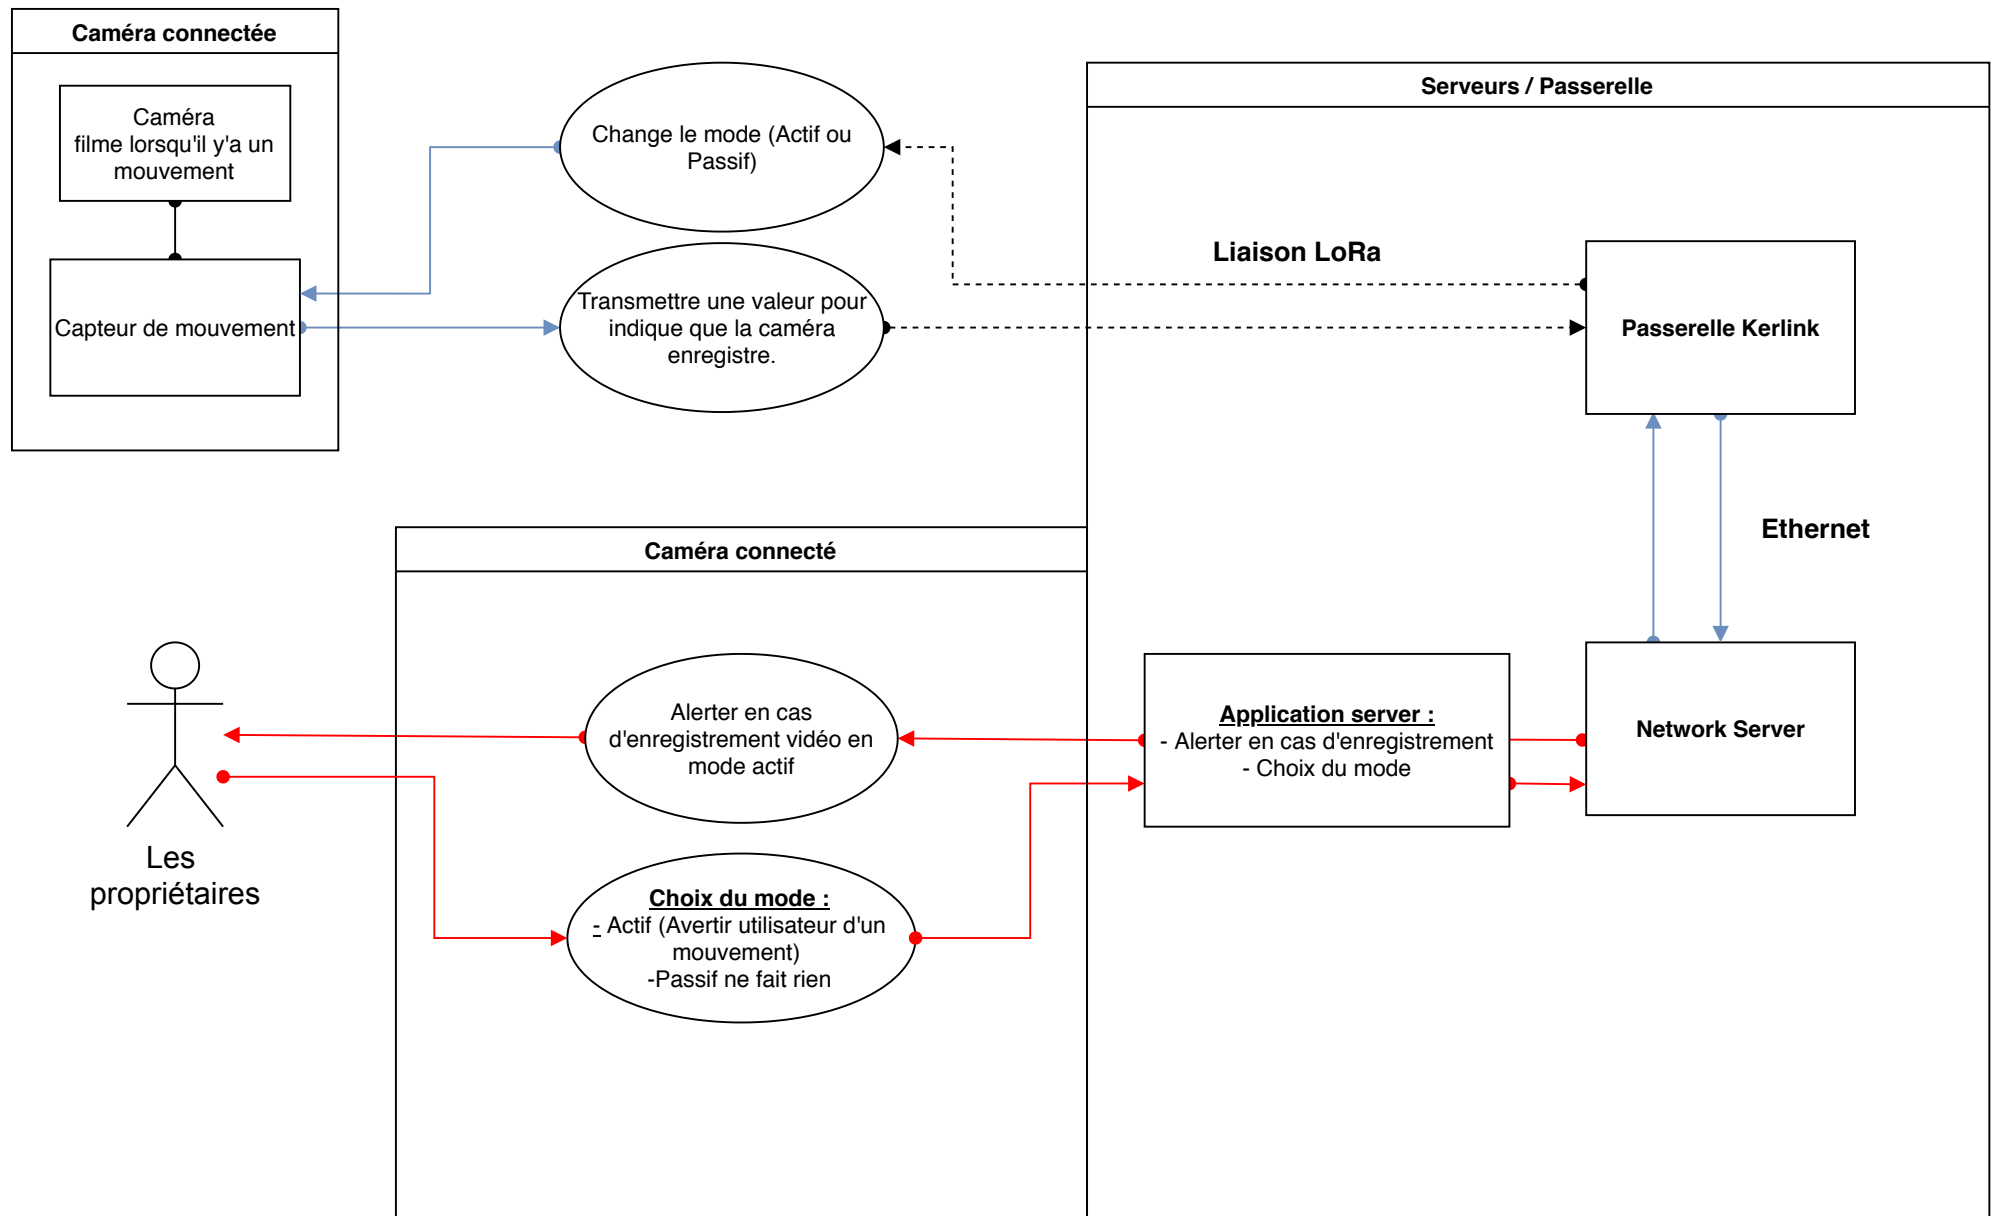 Caméra connectée
Caméra
filme lorsqu'il y'a un
mouvement
Capteur de mouvement
Change le mode (Actif ou
Passif)
Transmettre une valeur pour
indique que la caméra
enregistre.
Serveurs / Passerelle
Liaison LoRa
Passerelle Kerlink
Ethernet
Caméra connecté
Alerter en cas
d'enregistrement vidéo en
mode actif
Application server :
- Alerter en cas d'enregistrement
- Choix du mode
Network Server
Les
propriétaires
Choix du mode :
- Actif (Avertir utilisateur d'un
mouvement)
-Passif ne fait rien